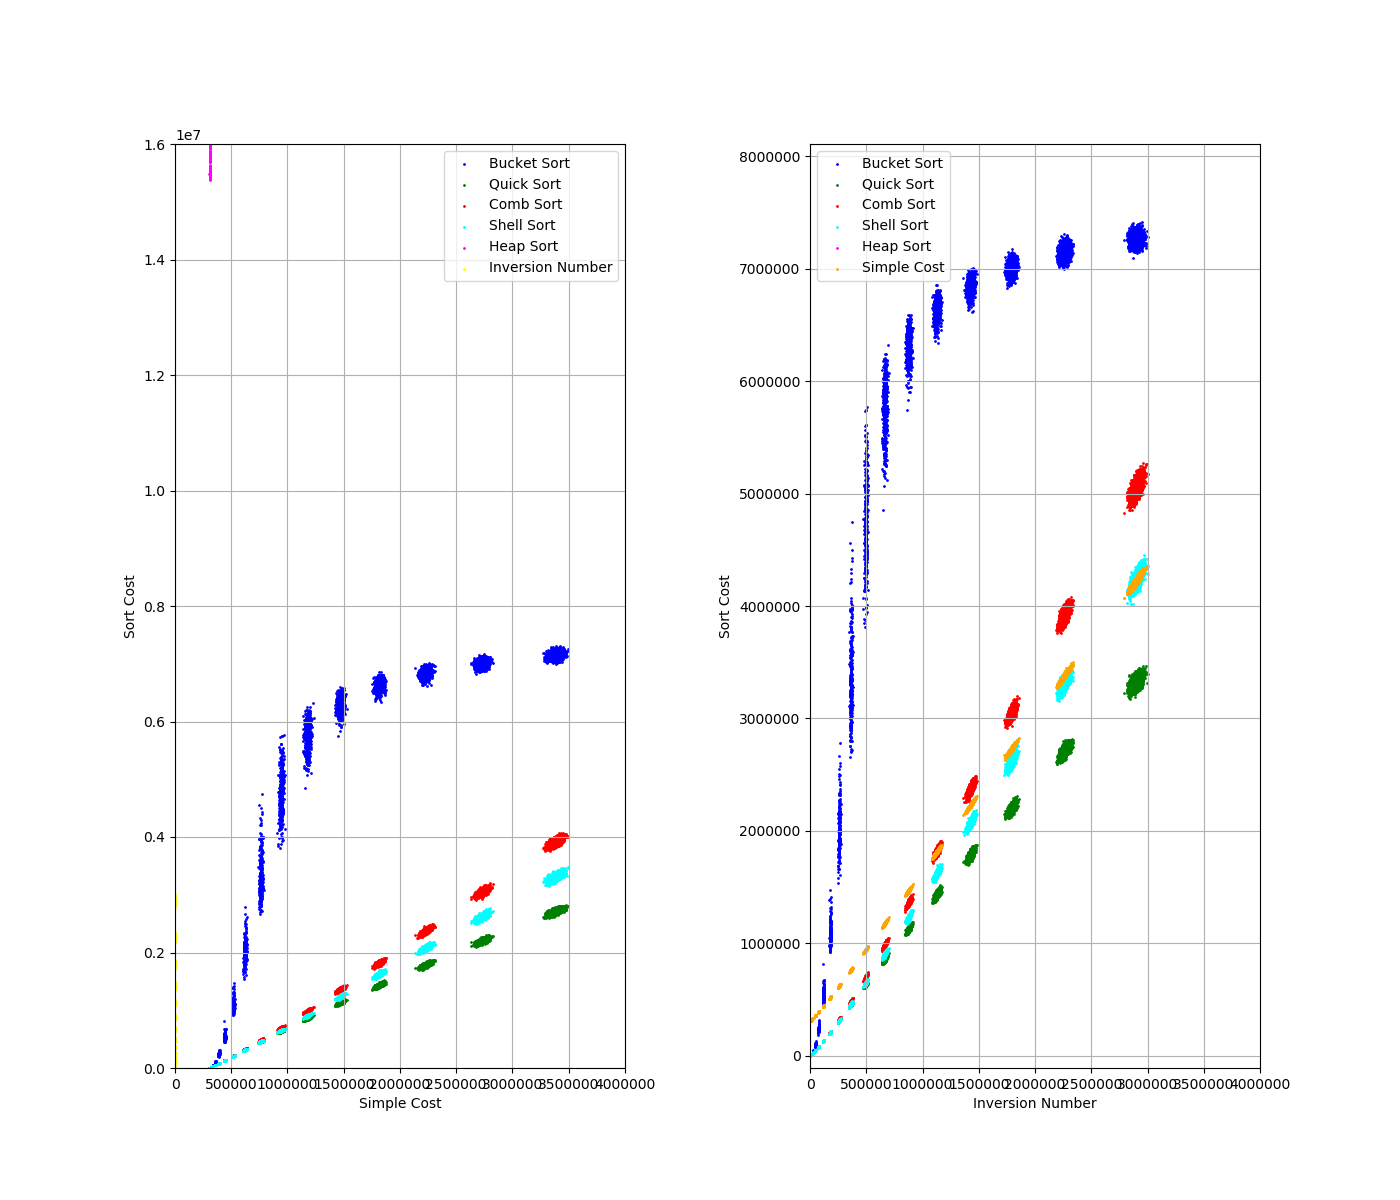 1e7
1.6
1.4
1.2
1.0
0.8
0.6
0.4
0.2
0.0
Sort Cost
Bucket Sort
Quick Sort
Comb Sort
Shell Sort
Heap Sort
Inversion Number
0 500000 1000000 1500000 2000000 2500000 3000000 3500000 4000000
Simple Cost
8000000
7000000
6000000
5000000
4000000
3000000
2000000
1000000
0
Sort Cost
Bucket Sort
Quick Sort
Comb Sort
Shell Sort
Heap Sort
Simple Cost
0 500000 1000000 1500000 2000000 2500000 3000000 3500000 4000000
Inversion Number